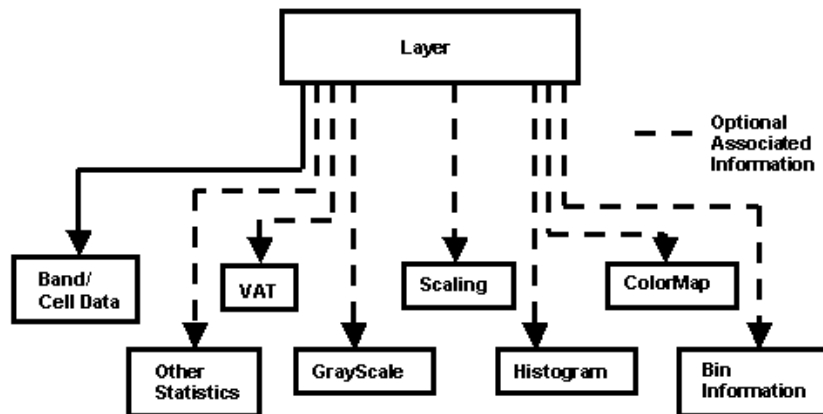 Layer
Optional
Associated
Information
Band/
Cell Data
VAT
Scaling
ColorMap
Other
Statistics
GrayScale
Histogram
Bin
Information